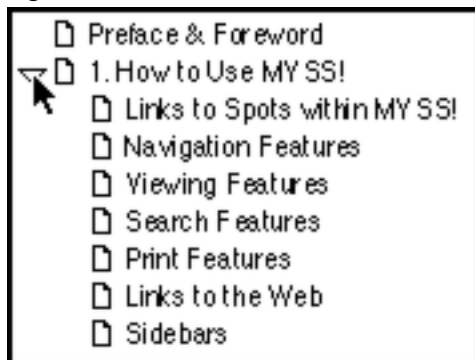 Preface & Foreword
1. How to Use MY SS!
Links to Spots within MY SS!
Navigation Features
Viewing Features
Search Features
Print Features
Links to the Web
Sidebars